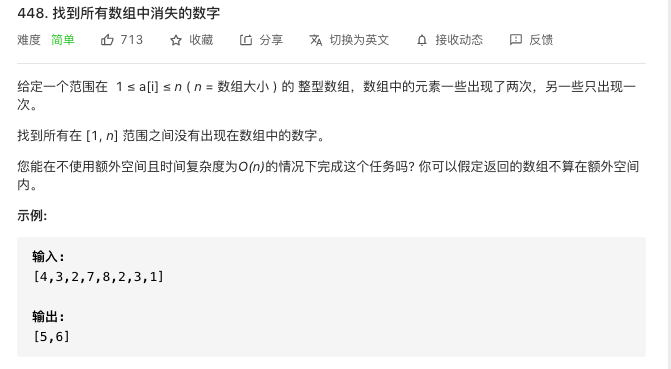 448. 找到所有数组中消失的数字
难度 简单 713 收藏 分享 切换为英文 接收动态 反馈
给定一个范围在 1 ≤ a[i] ≤ n ( n = 数组大小 ) 的 整型数组，数组中的元素一些出现了两次，另一些只出现一
次。
找到所有在 [1, n] 范围之间没有出现在数组中的数字。
您能在不使用额外空间且时间复杂度为O(n)的情况下完成这个任务吗? 你可以假定返回的数组不算在额外空间
内。
示例:
输入:
[4,3,2,7,8,2,3,1]
输出:
[5,6]